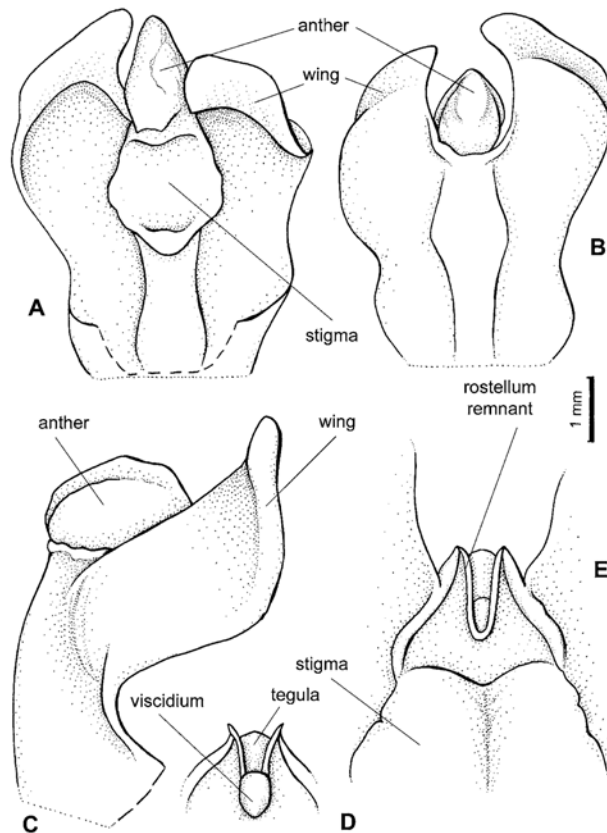 anther
wing
A
B
stigma
rostellum
remnant
1 mm
anther
wing
E
stigma
viscidium
tegula
C
D